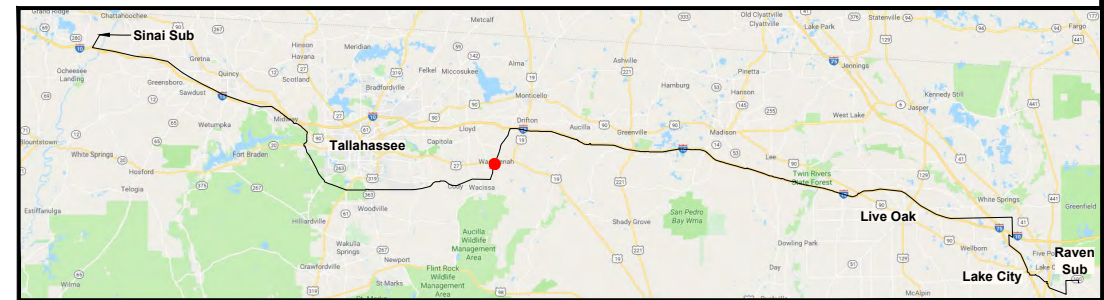 Grand Ridge
Chattahoochee
Metcalf
Old Clyattville
Clyattville
Statenville
Fargo
Sinai Sub
Lake Park
Hinson
Havana
Meridian
Alma
Ashville
Jennings
Ocheesee
Landing
Gretna
Quincy
Scotland
Felkel
Miccosukee
Pinetta
Greensboro
Sawdust
Bradfordville
Monticello
Hamburg
Hanson
Kennedy Still
Jasper
Wetumpka
Midway
Lloyd
Drifton
Aucilla
Greenville
Madison
West Lake
Blountstown
Tallahassee
Capitola
White Springs
Fort Braden
Lee
Hosford
Wacissa
Twin Rivers
State Forest
Telogia
Cody
White Springs
Greenfield
Estiffanulga
Hilliardville
Woodville
Shady Grove
San Pedro
Bay Wma
Live Oak
Aucilla
Wildlife
Management
Area
Wakulla
Springs
Dowling Park
Wellborn
Raven
Sub
Newport
Crawfordville
Flint Rock
Wildlife
Management
Area
Day
Lake City
Wilma
St Marks
McAlpin